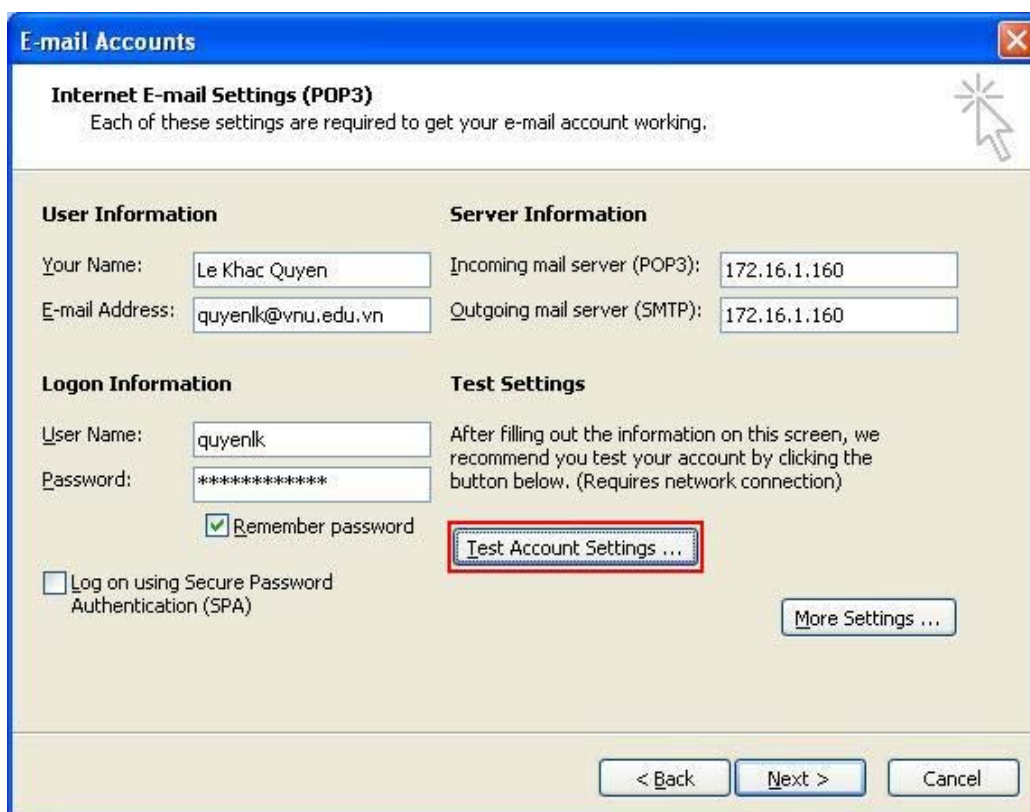 E-mail Accounts
Internet E-mail Settings (POP3)
Each of these settings are required to get your e-mail account working.
User Information
Your Name: Le Khac Quyen
E-mail Address: quyenlk@vnu.edu.vn
Server Information
Incoming mail server (POP3): 172.16.1.160
Outgoing mail server (SMTP): 172.16.1.160
Logon Information
User Name: quyenlk
Password: ************
Remember password
Log on using Secure Password
Authentication (SPA)
Test Settings
After filling out the information on this screen, we
recommend you test your account by clicking the
button below. (Requires network connection)
Test Account Settings ...
More Settings ...
< Back
Next >
Cancel